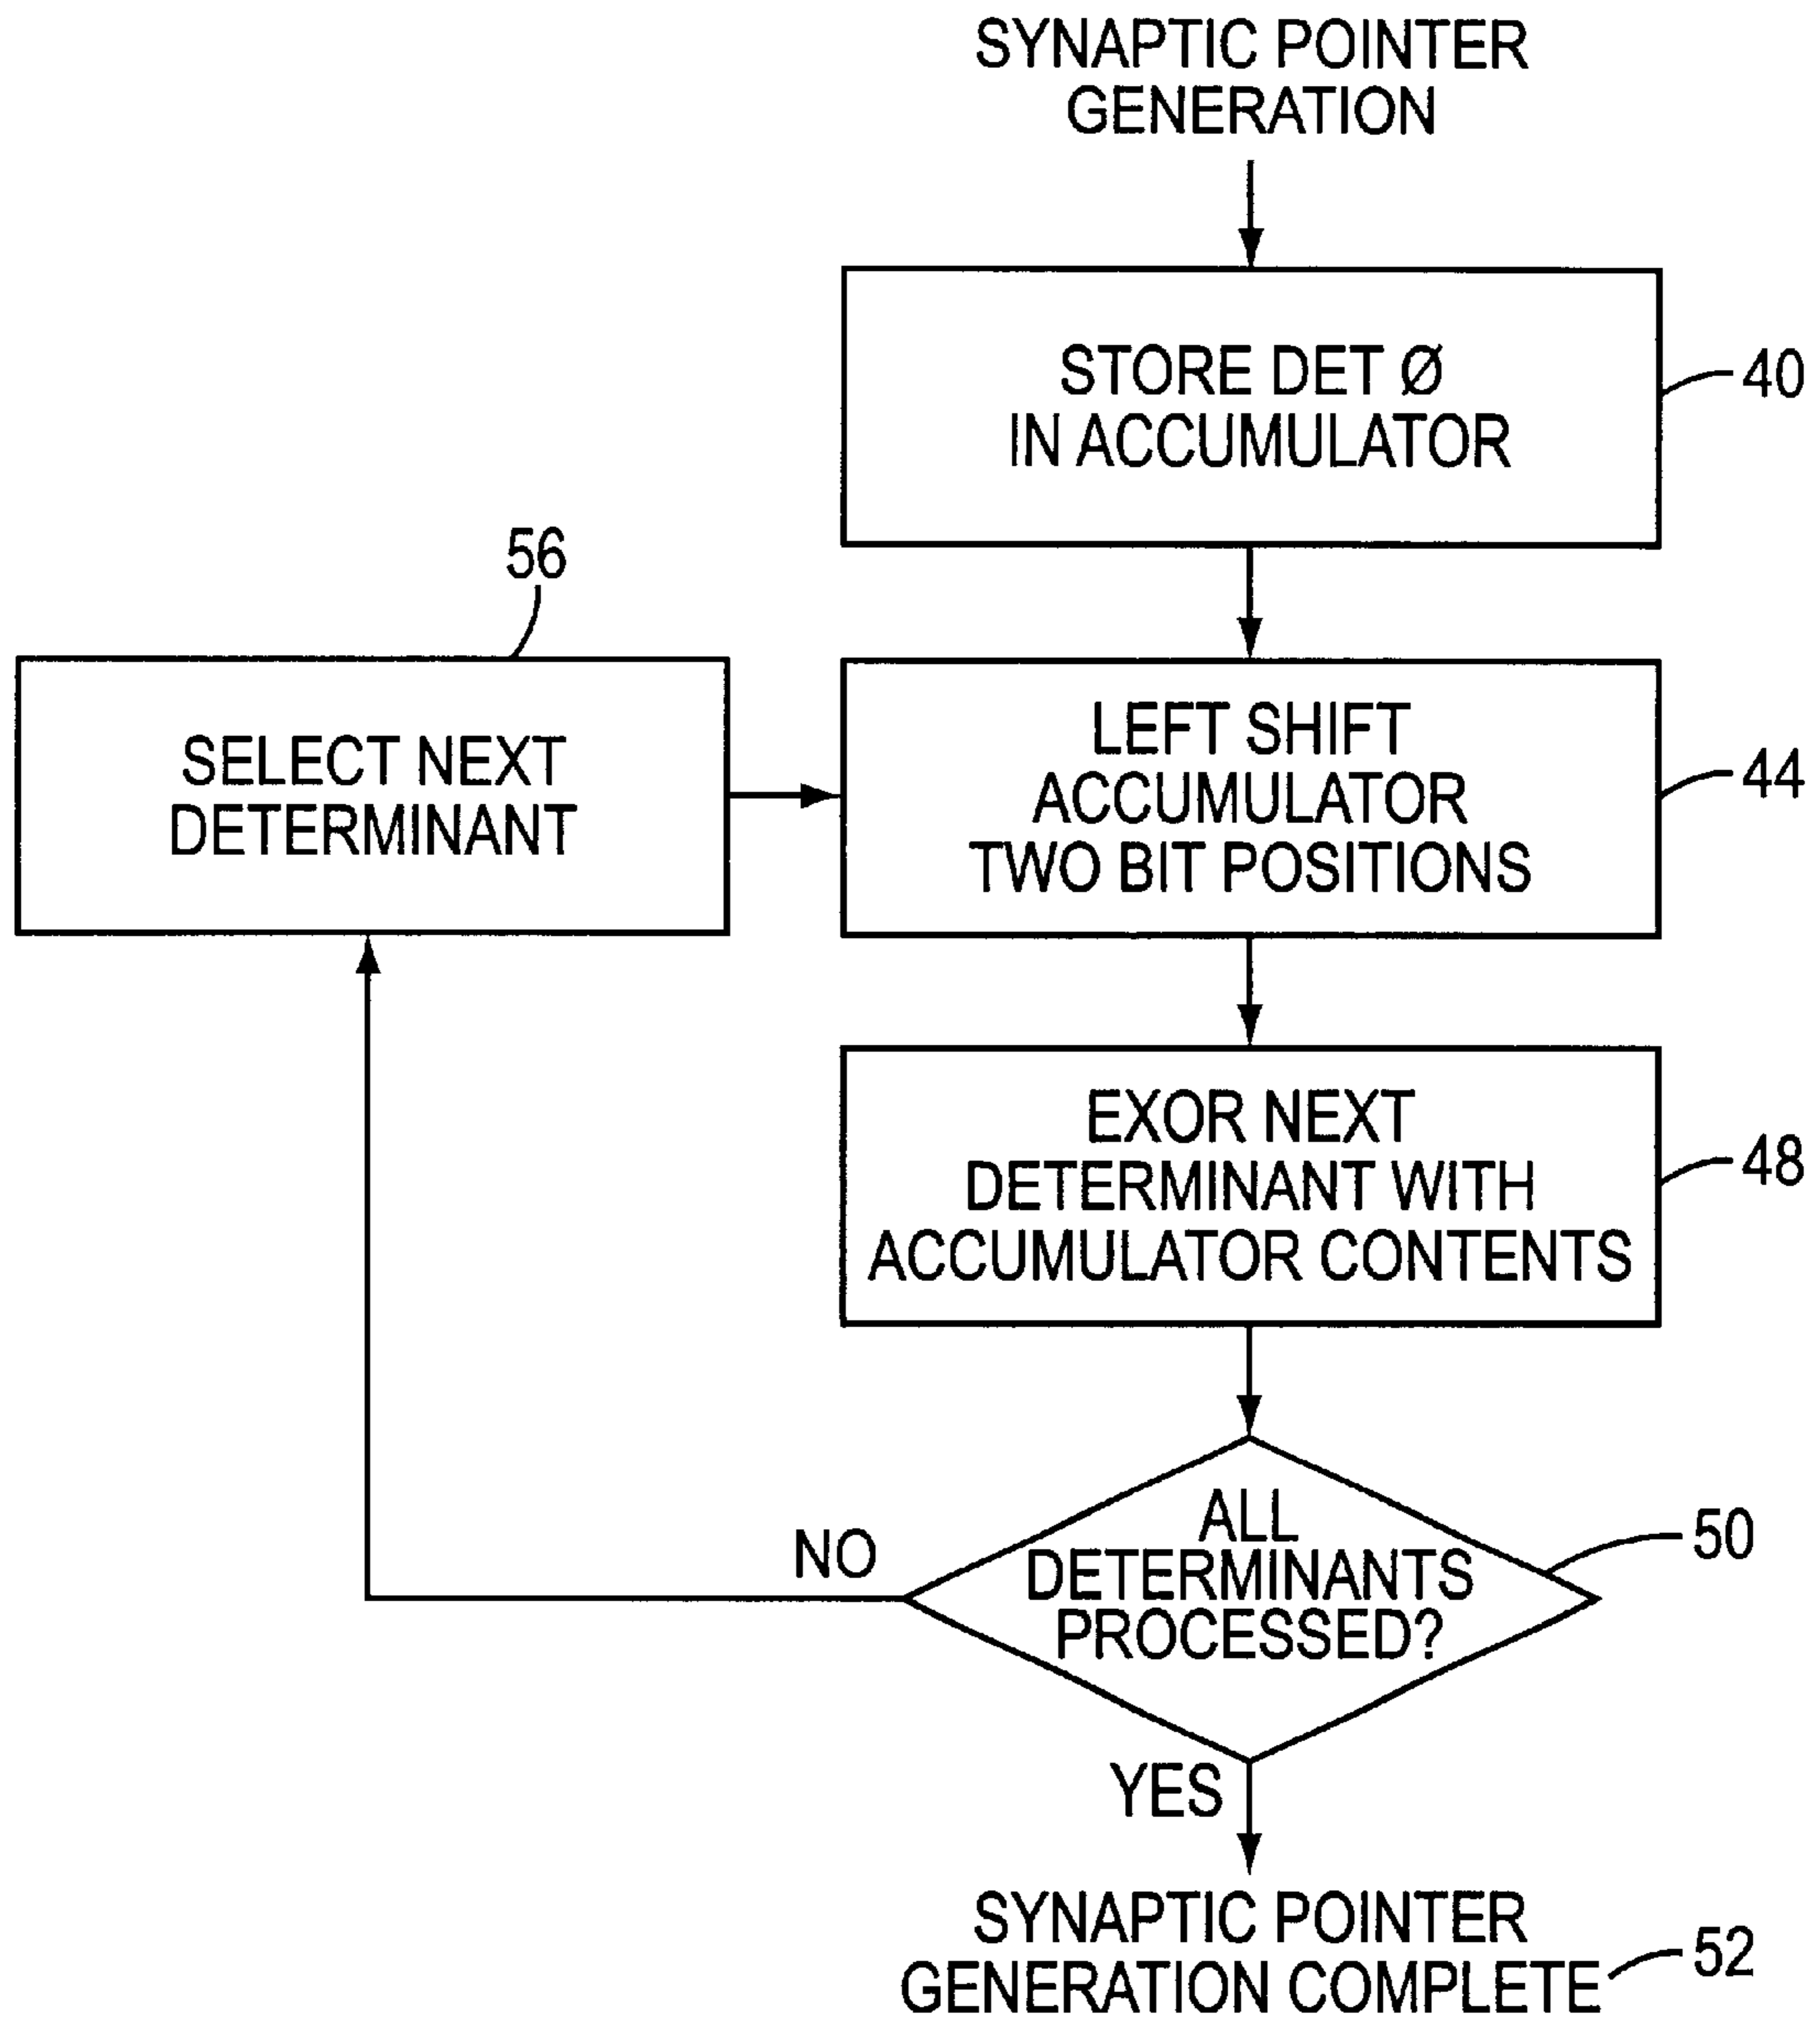 SYNAPTIC POINTER
GENERATION
STORE DET Ø
IN ACCUMULATOR
40
56
SELECT NEXT
DETERMINANT
LEFT SHIFT
ACCUMULATOR
TWO BIT POSITIONS
44
EXOR NEXT
DETERMINANT WITH
ACCUMULATOR CONTENTS
48
ALL
DETERMINANTS
PROCESSED?
50
NO
YES
SYNAPTIC POINTER
GENERATION COMPLETE
52